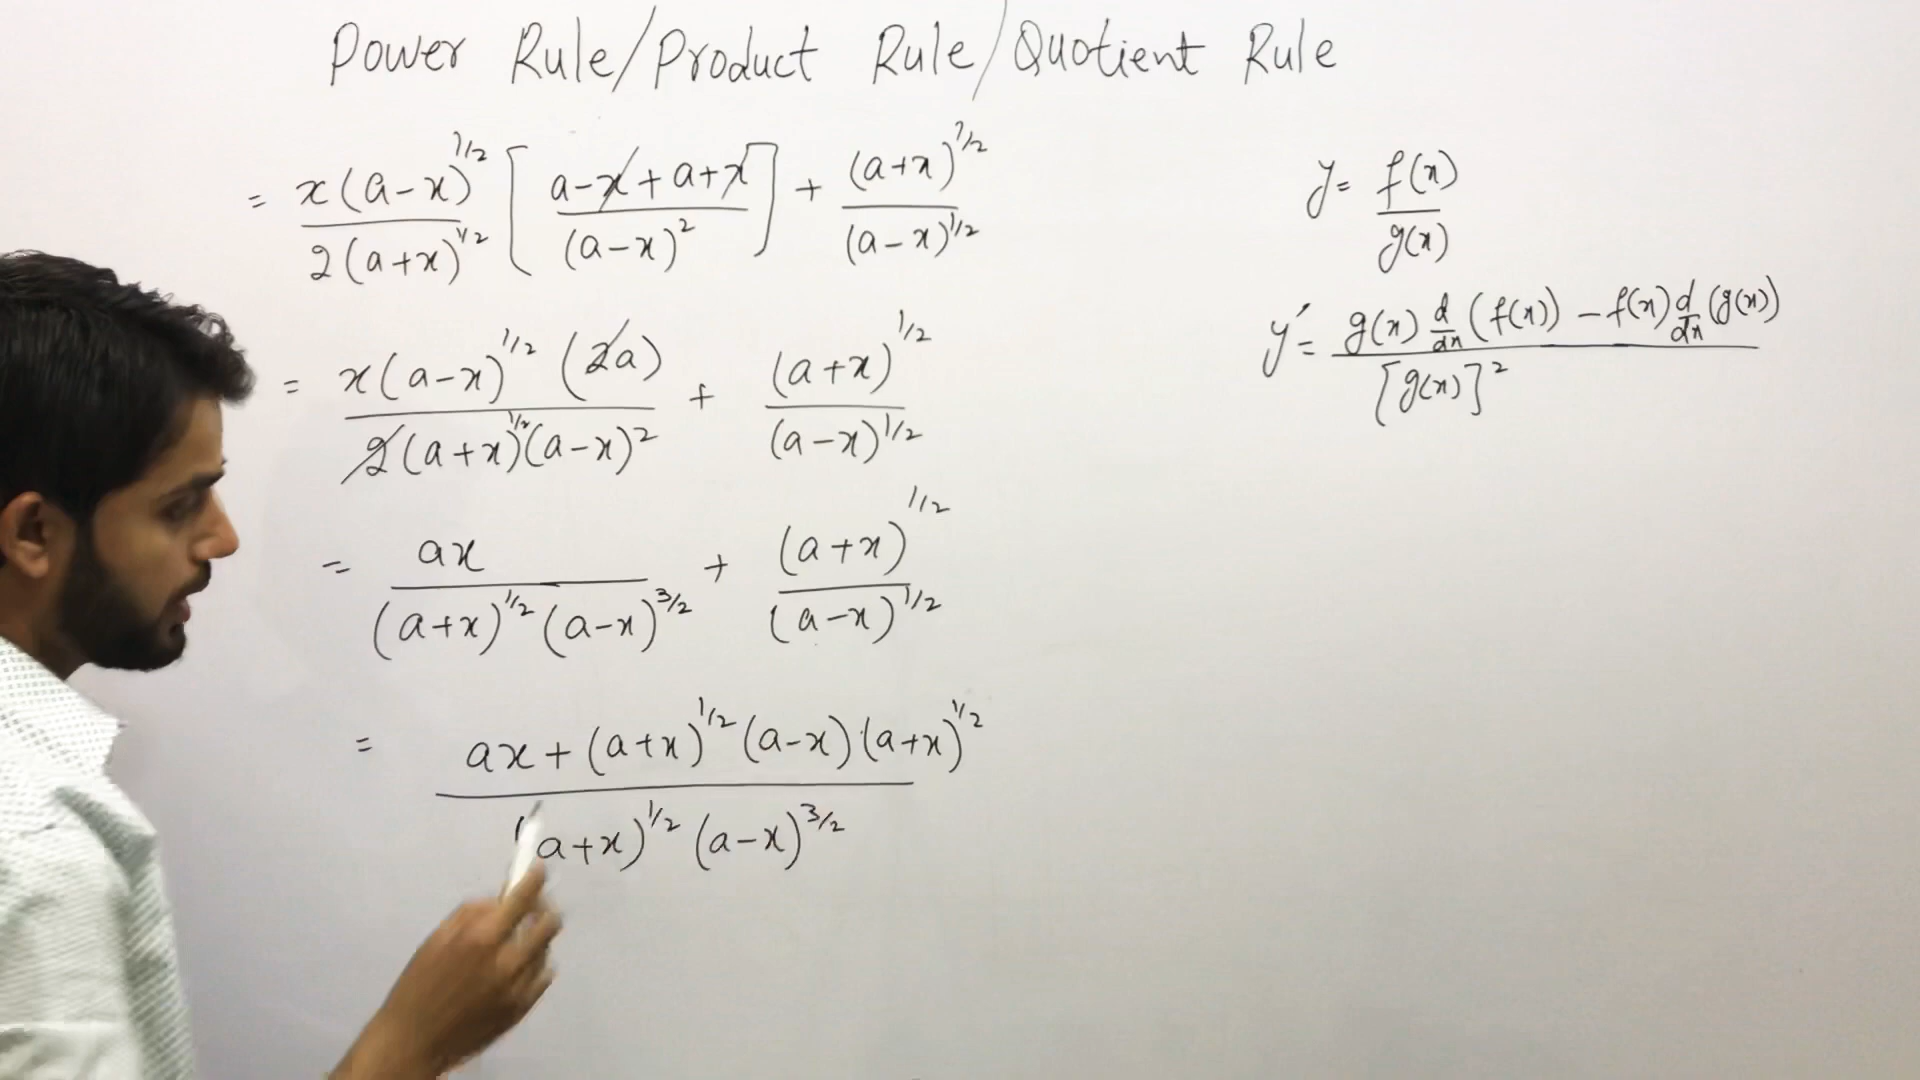 Power Rule/Product Rule/Quotient Rule
= x(a-x)^1/2 / 2(a+x)^1/2 [ a-x+a+x / (a-x)^2 ] + (a+x)^1/2 / (a-x)^1/2
= x(a-x)^1/2 (2a) / 2(a+x)^1/2 (a-x)^2 + (a+x)^1/2 / (a-x)^1/2
= ax / (a+x)^1/2 (a-x)^3/2 + (a+x)^1/2 / (a-x)^1/2
= ax + (a+x)^1/2 (a-x) (a+x)^1/2 / (a+x)^1/2 (a-x)^3/2
y = f(x) / g(x)
y' = g(x) d/dx (f(x)) - f(x) d/dx (g(x)) / [g(x)]^2